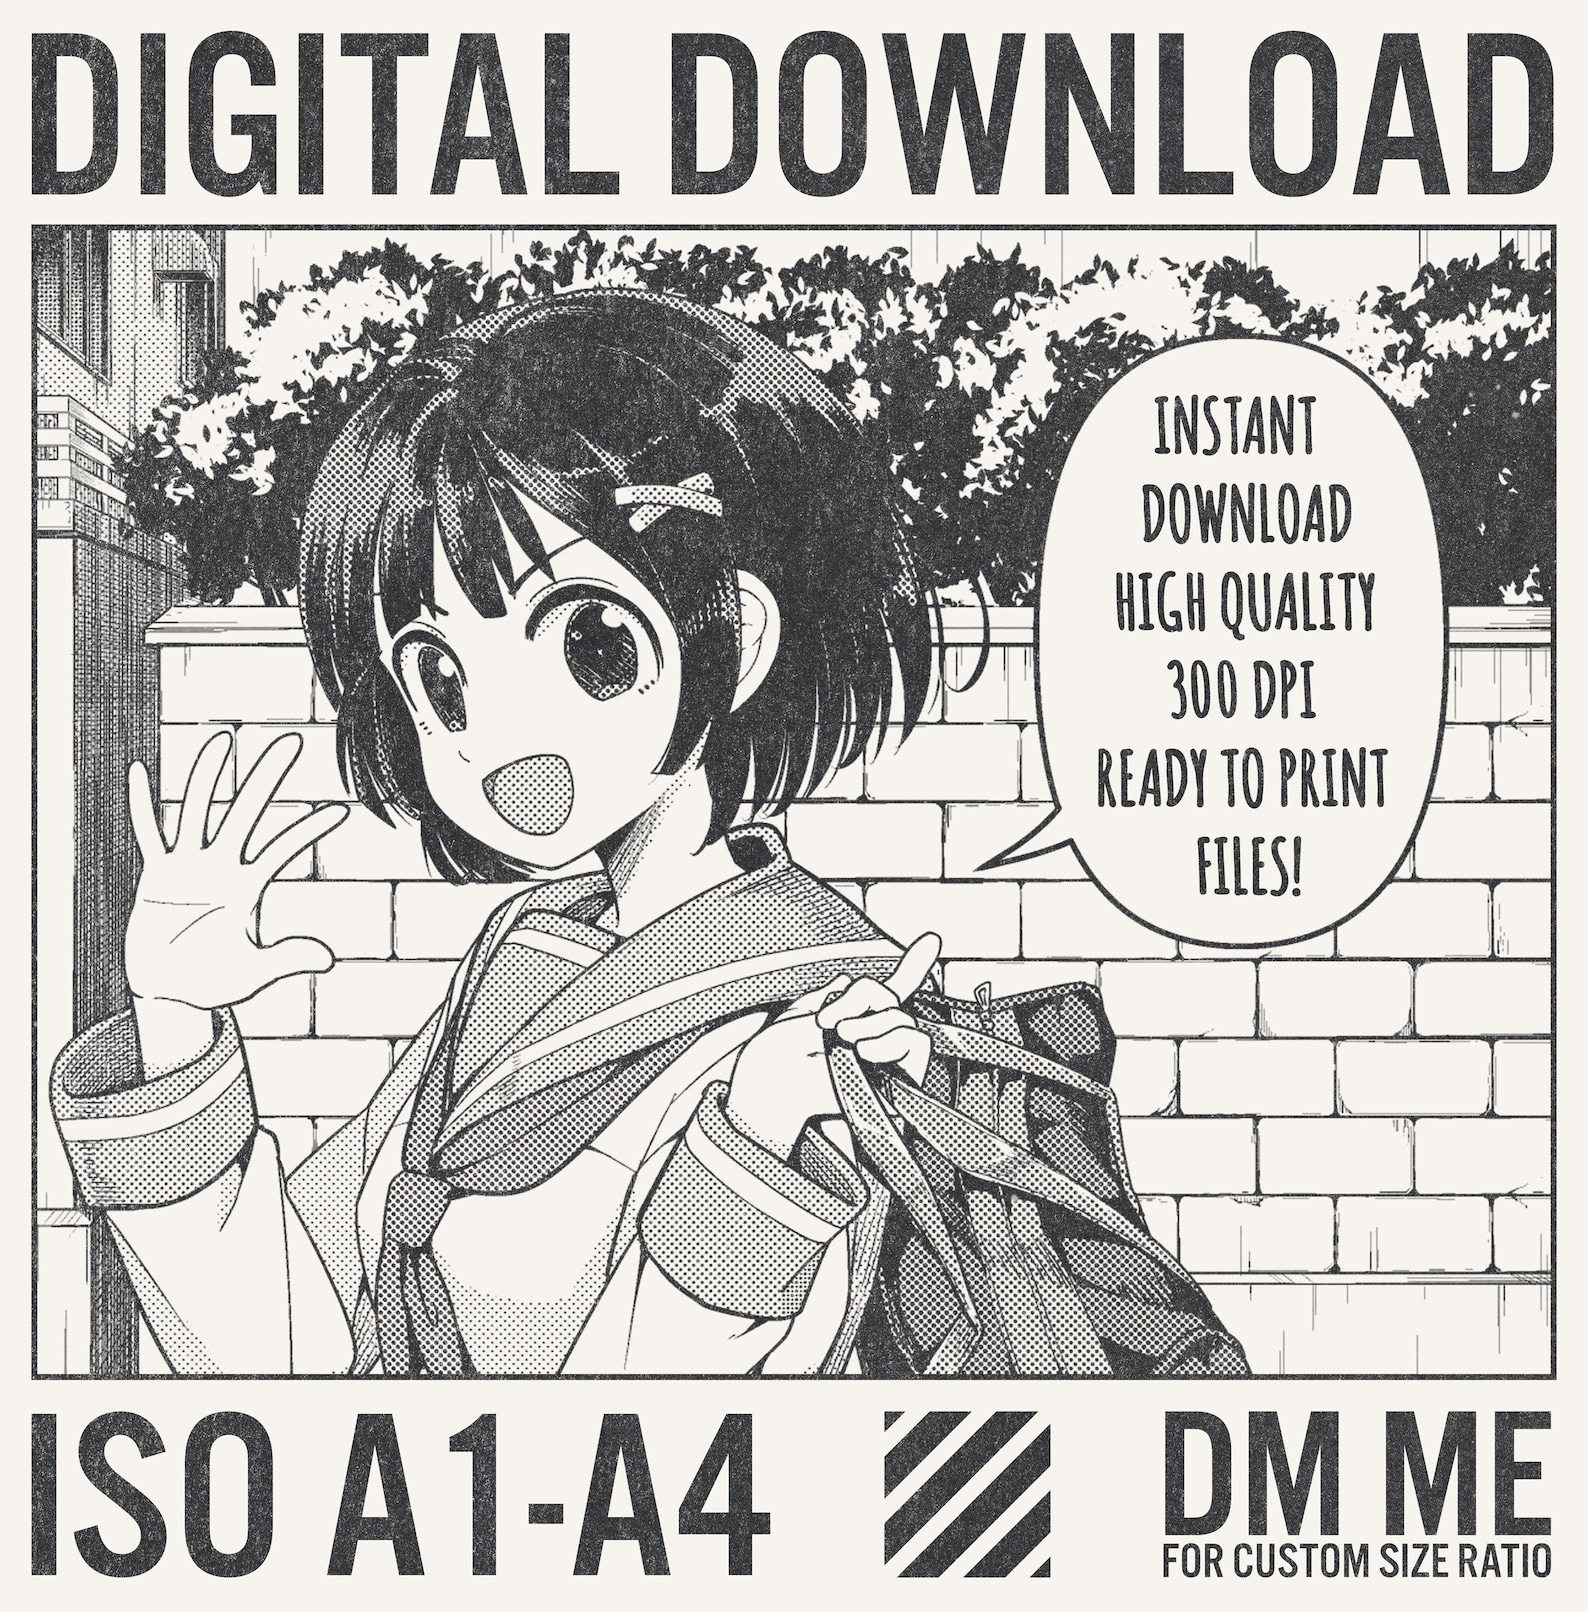 DIGITAL DOWNLOAD
INSTANT
DOWNLOAD
HIGH QUALITY
300 DPI
READY TO PRINT
FILES!
ISO A1-A4
DM ME
FOR CUSTOM SIZE RATIO